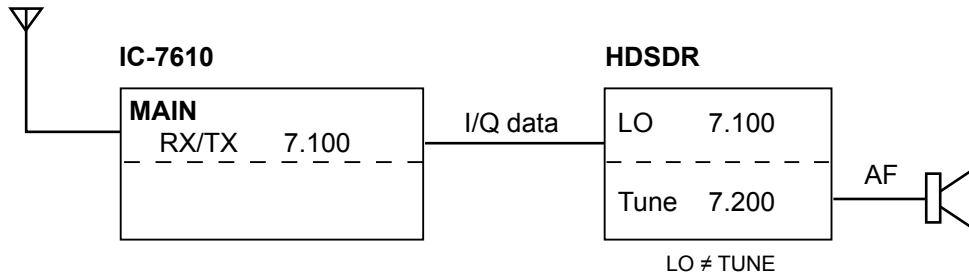 IC-7610
MAIN
RX/TX 7.100
I/Q data
HDSDR
LO 7.100
Tune 7.200
AF
LO ≠ TUNE